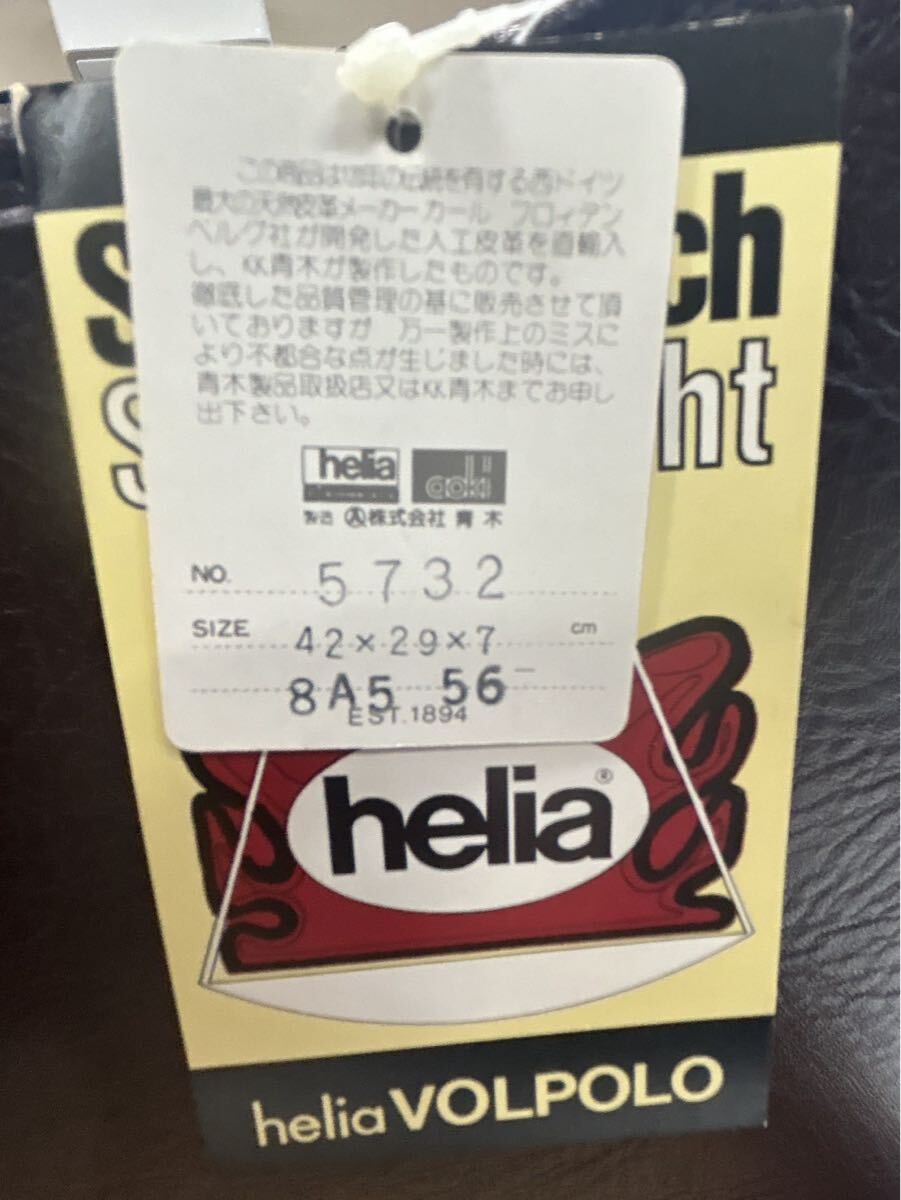 この商品は 伝統を有する西ドイツ
最大の天然皮革メーカーカール フロイデン
ベルグ社が開発した人工皮革を直輸入
し、KK青木が製作したものです。
徹底した品質管理の基に販売させて頂
いておりますが 万一製作上のミスに
より不都合な点が生じました時には、
青木製品取扱店又はKK青木までお申し
出下さい。
helia aoki
製造 株式会社 青木
NO. 5732
SIZE 42×29×7 cm
8A5 56-
EST.1894
ch
ht
helia®
helia VOLPOLO